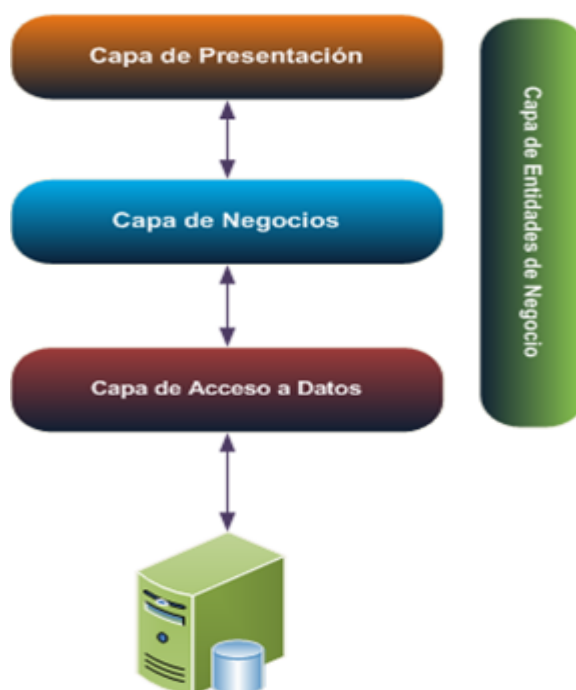 Capa de Presentación
Capa de Negocios
Capa de Acceso a Datos
Capa de Entidades de Negocio